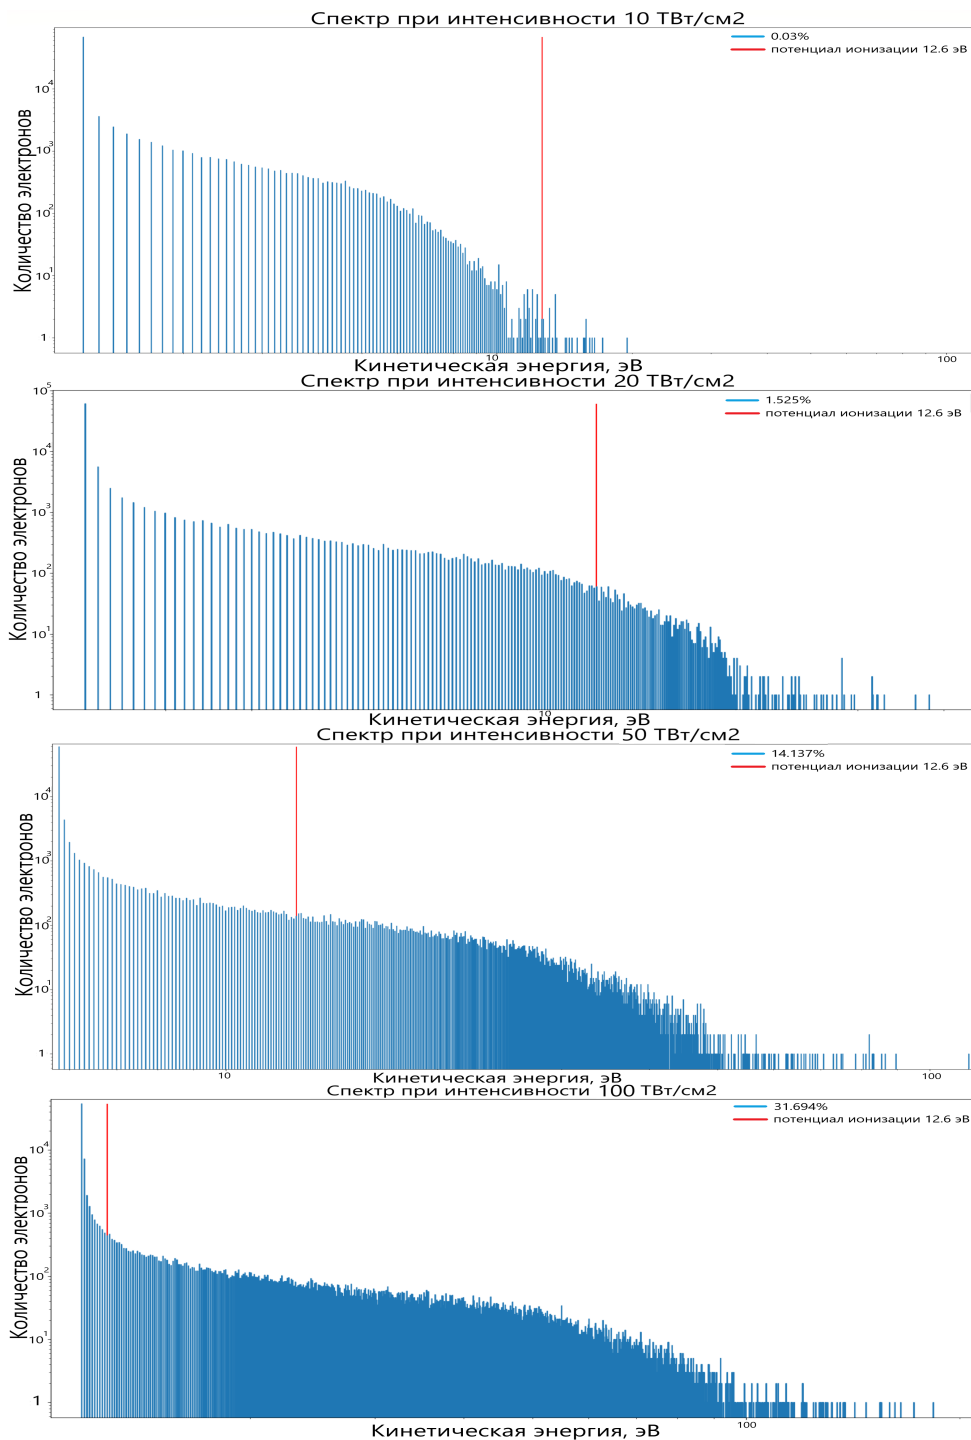 Спектр при интенсивности 10 ТВт/см2
0.03%
потенциал ионизации 12.6 эВ
Количество электронов
10^4
10^3
10^2
10^1
1
10
100
Кинетическая энергия, эВ
Спектр при интенсивности 20 ТВт/см2
1.525%
потенциал ионизации 12.6 эВ
Количество электронов
10^5
10^4
10^3
10^2
10^1
1
10
Кинетическая энергия, эВ
Спектр при интенсивности 50 ТВт/см2
14.137%
потенциал ионизации 12.6 эВ
Количество электронов
10^4
10^3
10^2
10^1
1
10
100
Кинетическая энергия, эВ
Спектр при интенсивности 100 ТВт/см2
31.694%
потенциал ионизации 12.6 эВ
Количество электронов
10^4
10^3
10^2
10^1
1
100
Кинетическая энергия, эВ